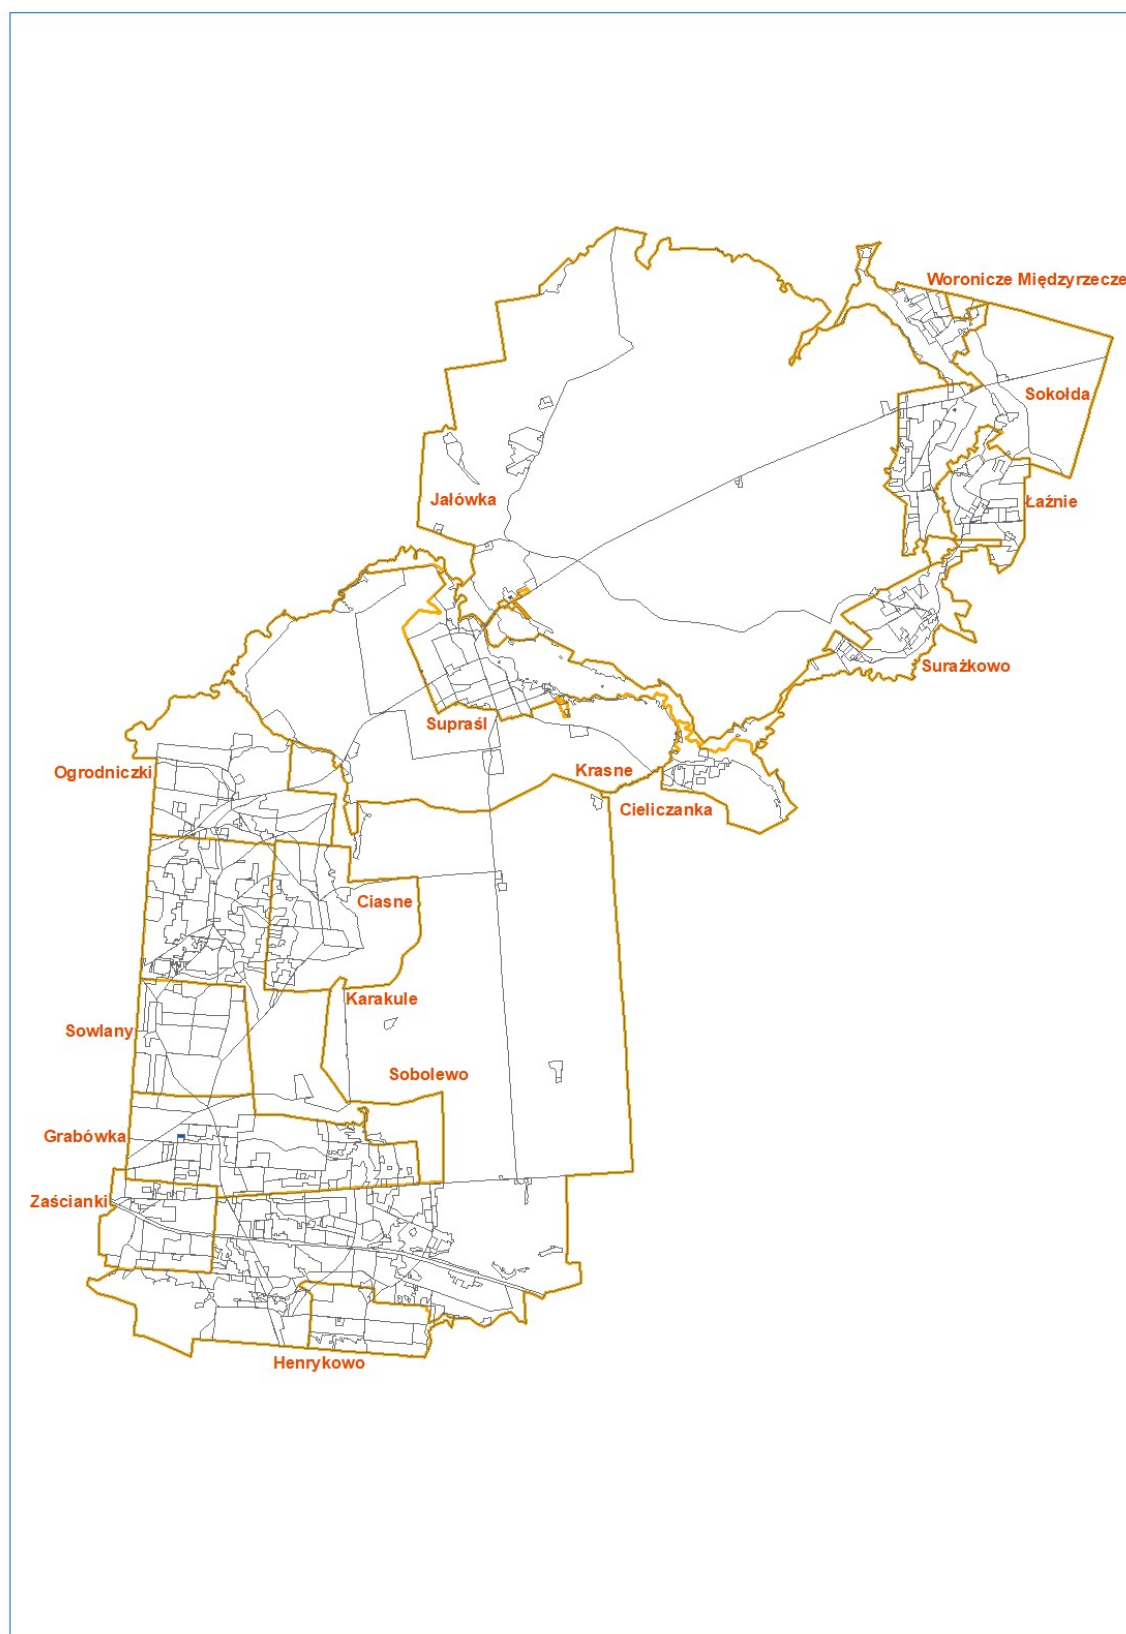 Woronicze Międzyrzecze
Sokołda
Jałówka
Łaźnie
Surażkowo
Supraśl
Ogrodniczki
Krasne
Cieliczanka
Ciasne
Karakule
Sowlany
Sobolewo
Grabówka
Zaścianki
Henrykowo